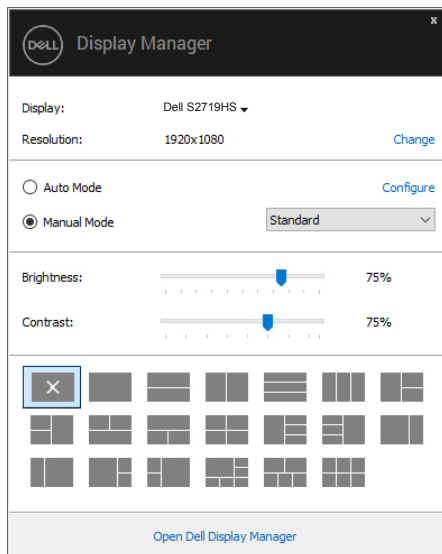 x
DELL Display Manager
Display: Dell S2719HS
Resolution: 1920x1080 Change
Auto Mode Configure
Manual Mode Standard
Brightness: 75%
Contrast: 75%
Open Dell Display Manager